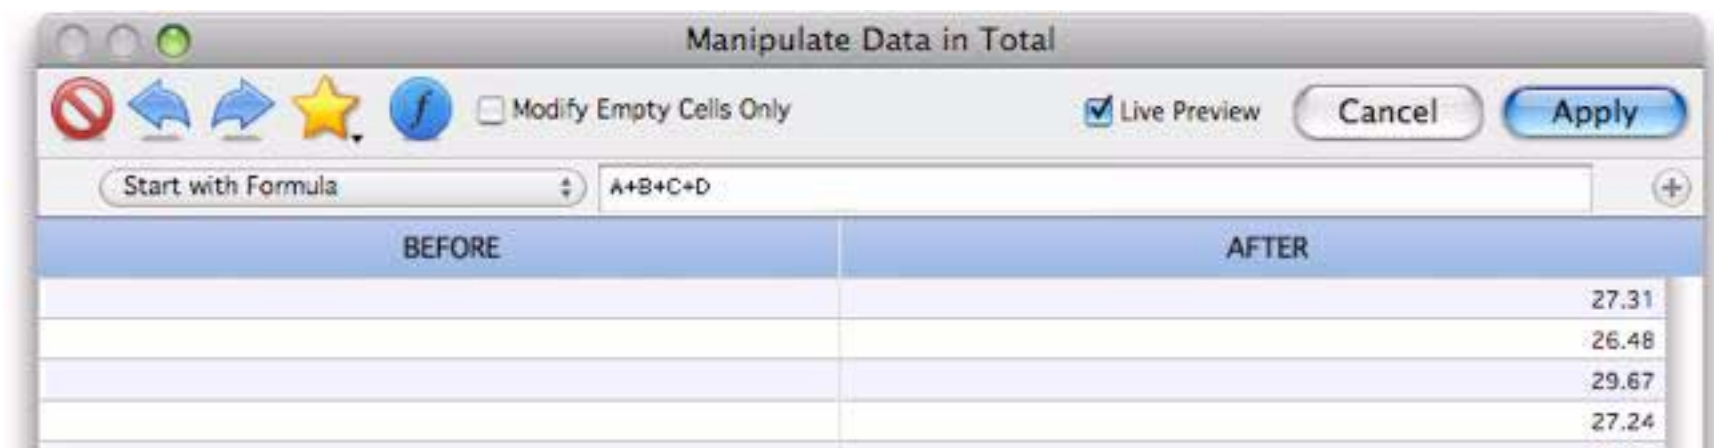 Manipulate Data in Total
f Modify Empty Cells Only Live Preview Cancel Apply
Start with Formula A+B+C+D
BEFORE AFTER
27.31
26.48
29.67
27.24